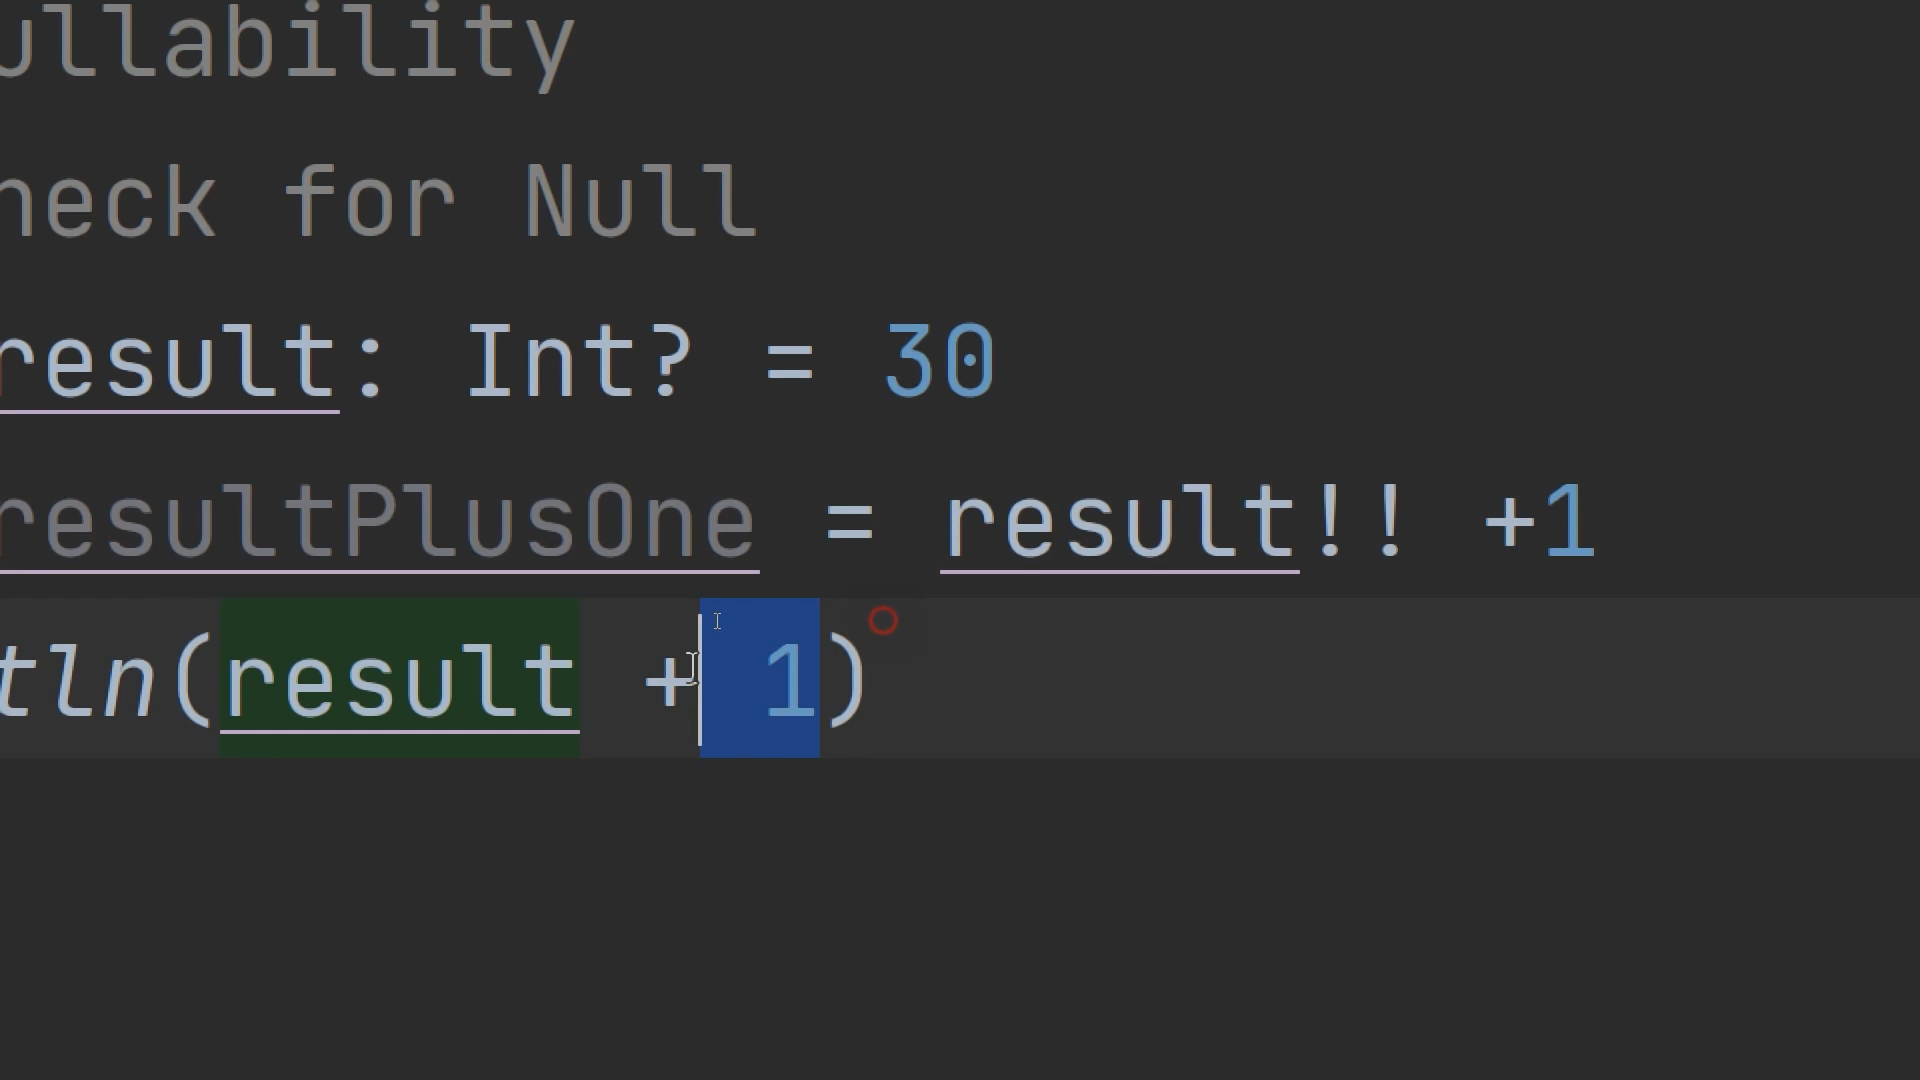 ullability
heck for Null
result: Int? = 30
resultPlusOne = result!! +1
tln(result + 1)